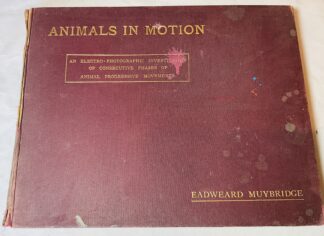 ANIMALS IN MOTION
AN ELECTRO-PHOTOGRAPHIC INVESTIGATION
OF CONSECUTIVE PHASES OF
ANIMAL PROGRESSIVE MOVEMENTS
EADWEARD MUYBRIDGE